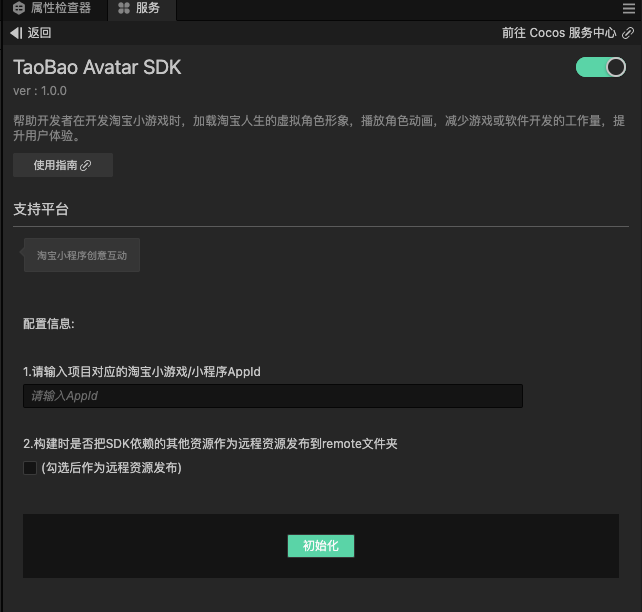 属性检查器
服务
返回
前往 Cocos 服务中心
TaoBao Avatar SDK
ver : 1.0.0
帮助开发者在开发淘宝小游戏时，加载淘宝人生的虚拟角色形象，播放角色动画，减少游戏或软件开发的工作量，提
升用户体验。
使用指南
支持平台
淘宝小程序创意互动
配置信息:
1.请输入项目对应的淘宝小游戏/小程序AppId
请输入AppId
2.构建时是否把SDK依赖的其他资源作为远程资源发布到remote文件夹
(勾选后作为远程资源发布)
初始化